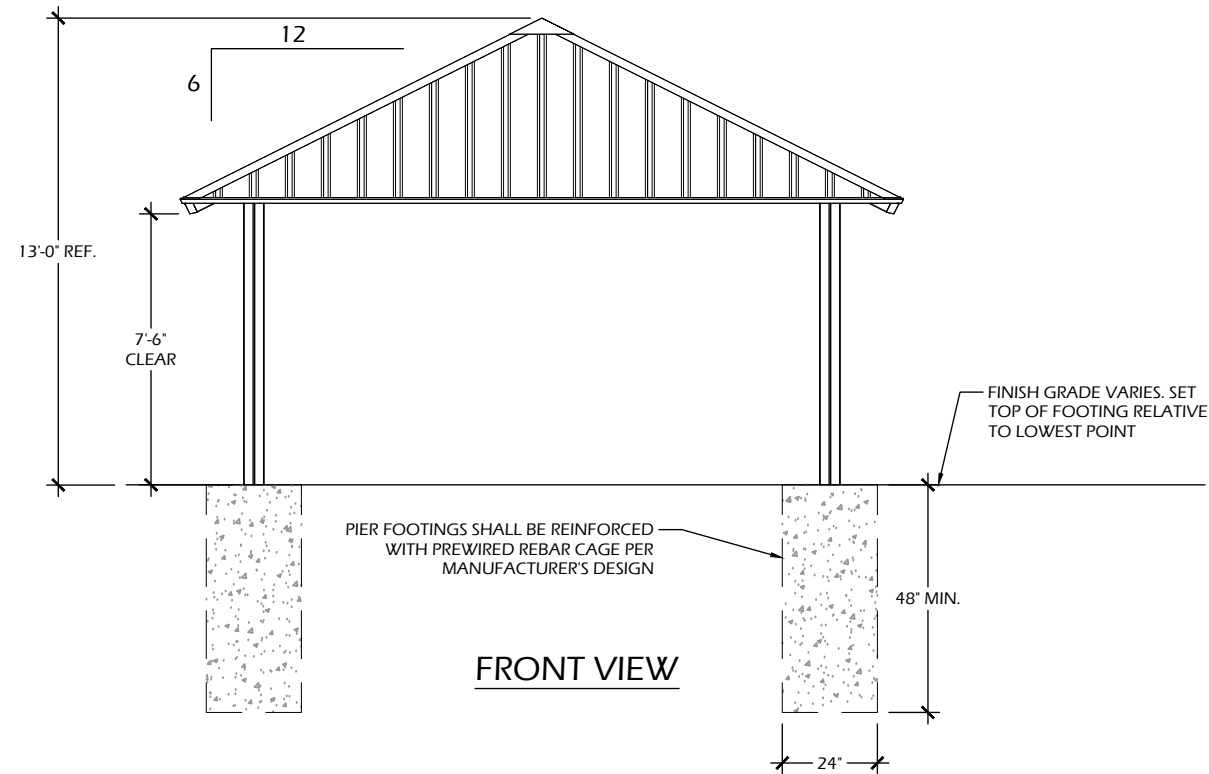 12
6
13'-0" REF.
7'-6"
CLEAR
FINISH GRADE VARIES. SET
TOP OF FOOTING RELATIVE
TO LOWEST POINT
PIER FOOTINGS SHALL BE REINFORCED
WITH PREWIRED REBAR CAGE PER
MANUFACTURER'S DESIGN
48" MIN.
FRONT VIEW
24"